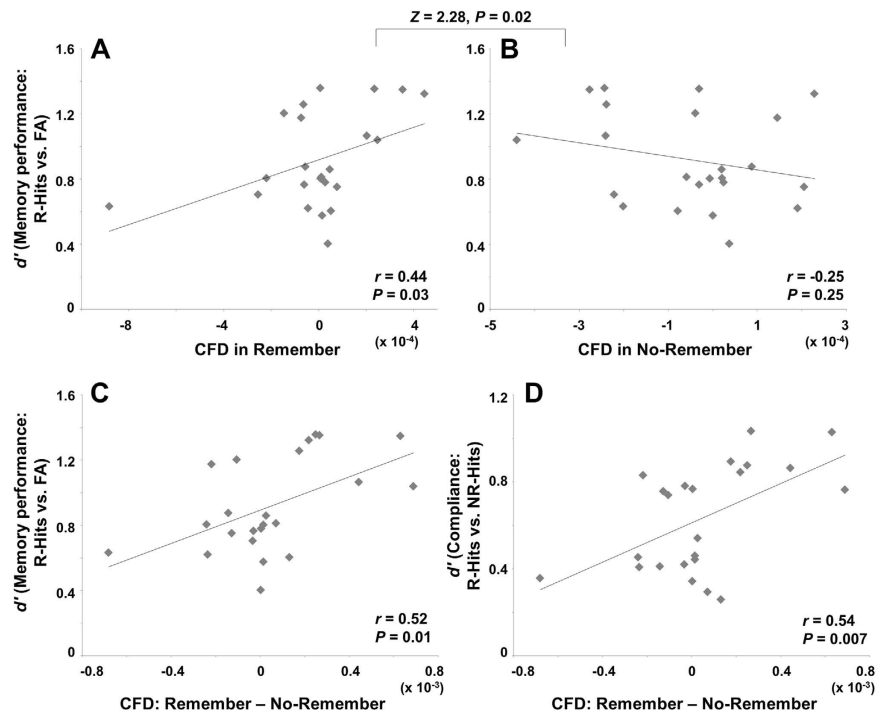 Z = 2.28, P = 0.02
A
d′ (Memory performance:
R-Hits vs. FA)
1.6
1.2
0.8
0.4
0
r = 0.44
P = 0.03
-8
-4
0
4
(x 10-4)
CFD in Remember
B
1.6
1.2
0.8
0.4
0
r = -0.25
P = 0.25
-5
-3
-1
1
3
(x 10-4)
CFD in No-Remember
C
d′ (Memory performance:
R-Hits vs. FA)
1.6
1.2
0.8
0.4
0
r = 0.52
P = 0.01
-0.8
-0.4
0
0.4
0.8
(x 10-3)
CFD: Remember – No-Remember
D
d′ (Compliance:
R-Hits vs. NR-Hits)
1.2
0.8
0.4
0
r = 0.54
P = 0.007
-0.8
-0.4
0
0.4
0.8
(x 10-3)
CFD: Remember – No-Remember